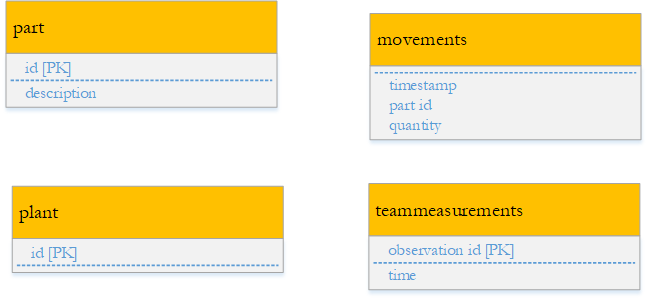 part
id [PK]
description
movements
timestamp
part id
quantity
plant
id [PK]
teammeasurements
observation id [PK]
time